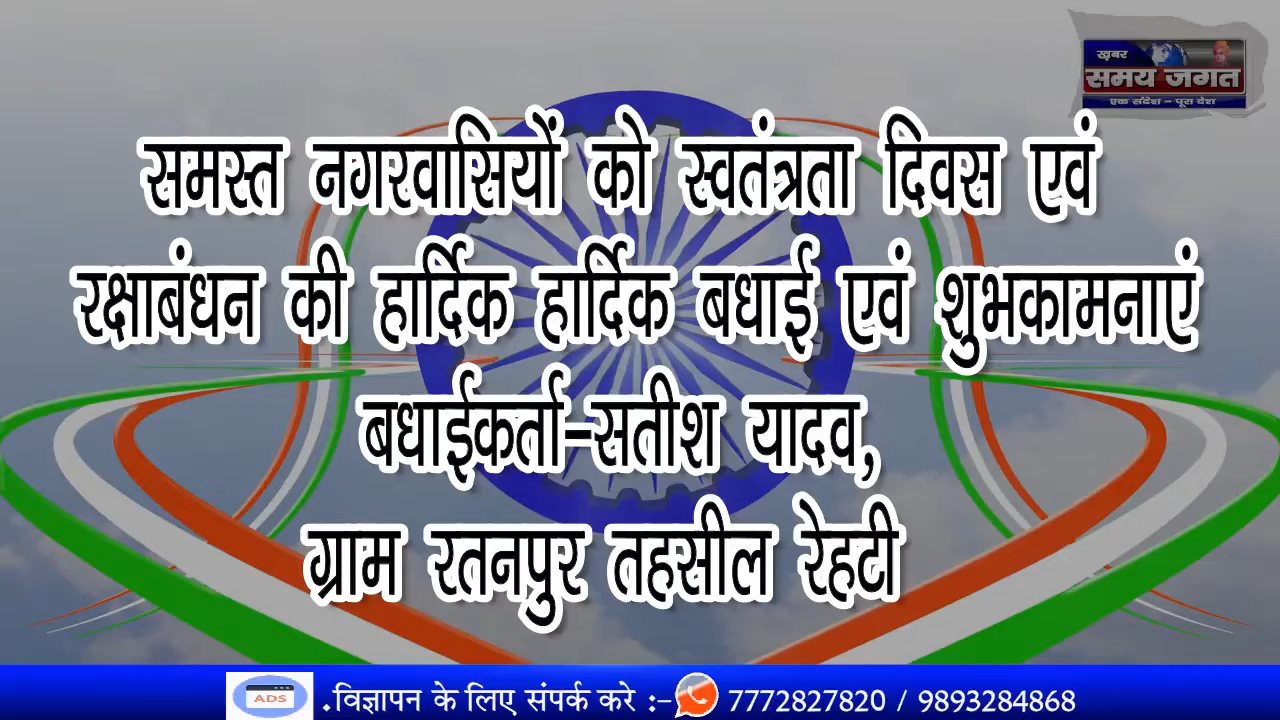 ख़बर
समय जगत
एक संदेश - पूरा देश
समस्त नगरवासियों को स्वतंत्रता दिवस एवं
रक्षाबंधन की हार्दिक हार्दिक बधाई एवं शुभकामनाएं
बधाईकर्ता-सतीश यादव,
ग्राम रतनपुर तहसील रेहटी
ADS
.विज्ञापन के लिए संपर्क करे :- 7772827820 / 9893284868